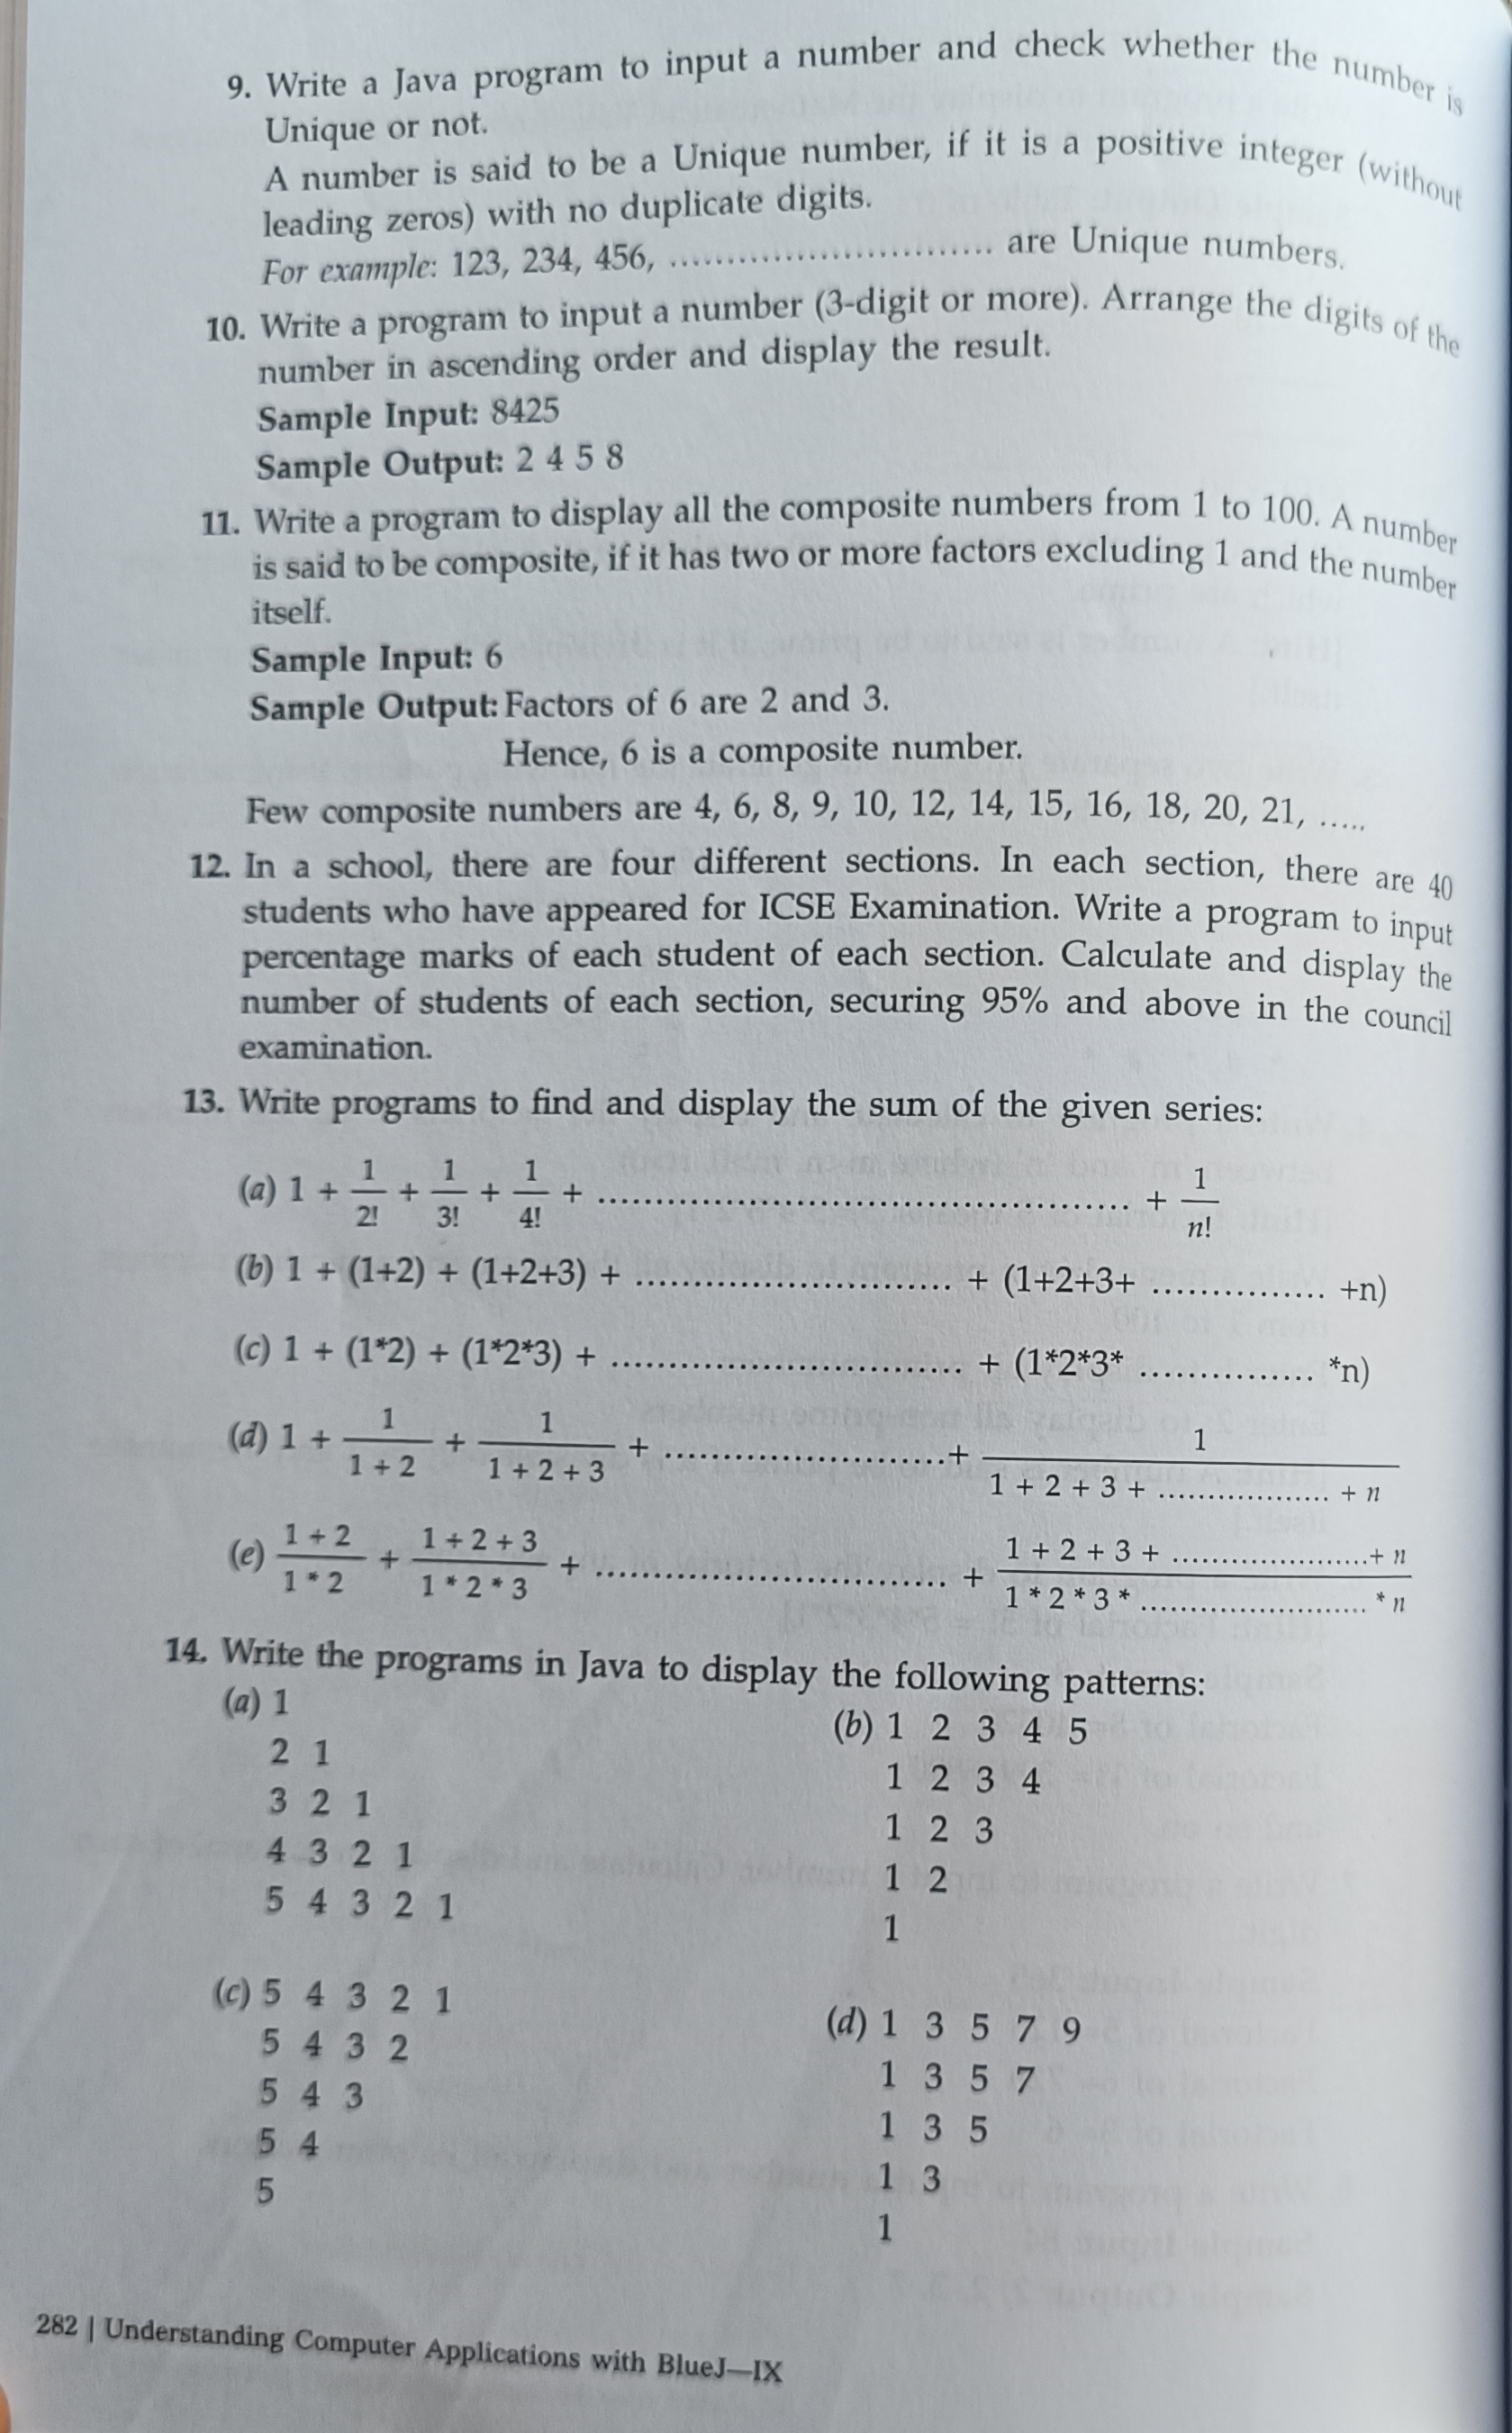 9. Write a Java program to input a number and check whether the number is
Unique or not.
A number is said to be a Unique number, if it is a positive integer (without
leading zeros) with no duplicate digits.
For example: 123, 234, 456, ............................ are Unique numbers.
10. Write a program to input a number (3-digit or more). Arrange the digits of the
number in ascending order and display the result.
Sample Input: 8425
Sample Output: 2 4 5 8
11. Write a program to display all the composite numbers from 1 to 100. A number
is said to be composite, if it has two or more factors excluding 1 and the number
itself.
Sample Input: 6
Sample Output: Factors of 6 are 2 and 3.
Hence, 6 is a composite number.
Few composite numbers are 4, 6, 8, 9, 10, 12, 14, 15, 16, 18, 20, 21, .....
12. In a school, there are four different sections. In each section, there are 40
students who have appeared for ICSE Examination. Write a program to input
percentage marks of each student of each section. Calculate and display the
number of students of each section, securing 95% and above in the council
examination.
13. Write programs to find and display the sum of the given series:
(a) 1 + 1/2! + 1/3! + 1/4! + .................................................. + 1/n!
(b) 1 + (1+2) + (1+2+3) + ............................ + (1+2+3+ ............... +n)
(c) 1 + (1*2) + (1*2*3) + ............................... + (1*2*3* ............... *n)
(d) 1 + 1/(1 + 2) + 1/(1 + 2 + 3) + ..........................+ 1/(1 + 2 + 3 + .................... + n)
(e) (1 + 2)/(1 * 2) + (1 + 2 + 3)/(1 * 2 * 3) + .................................. + (1 + 2 + 3 + .......................+ n)/(1 * 2 * 3 * .......................... * n)
14. Write the programs in Java to display the following patterns:
(a) 1
2 1
3 2 1
4 3 2 1
5 4 3 2 1
(b) 1 2 3 4 5
1 2 3 4
1 2 3
1 2
1
(c) 5 4 3 2 1
5 4 3 2
5 4 3
5 4
5
(d) 1 3 5 7 9
1 3 5 7
1 3 5
1 3
1
282 | Understanding Computer Applications with BlueJ—IX